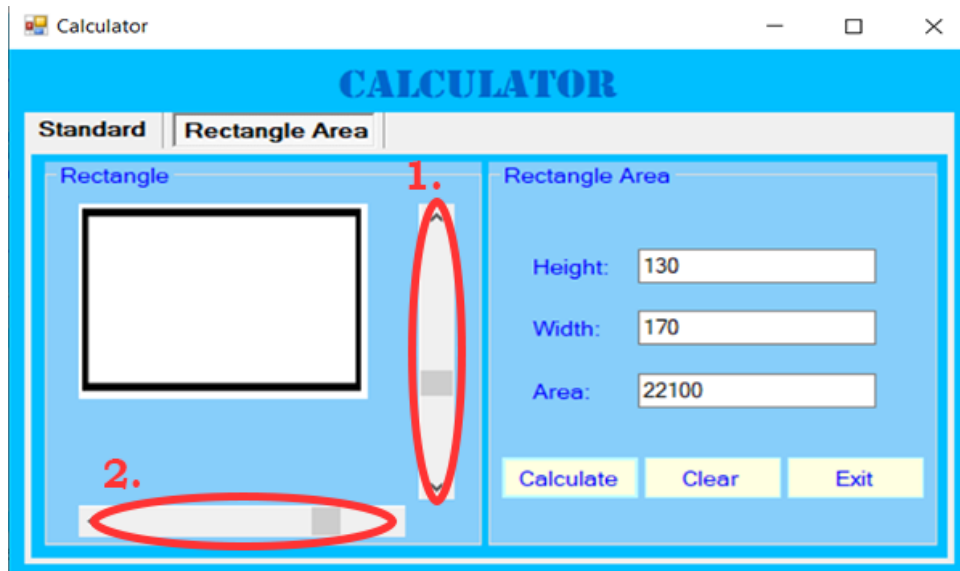 Calculator
CALCULATOR
Standard Rectangle Area
Rectangle
1.
2.
Rectangle Area
Height: 130
Width: 170
Area: 22100
Calculate Clear Exit